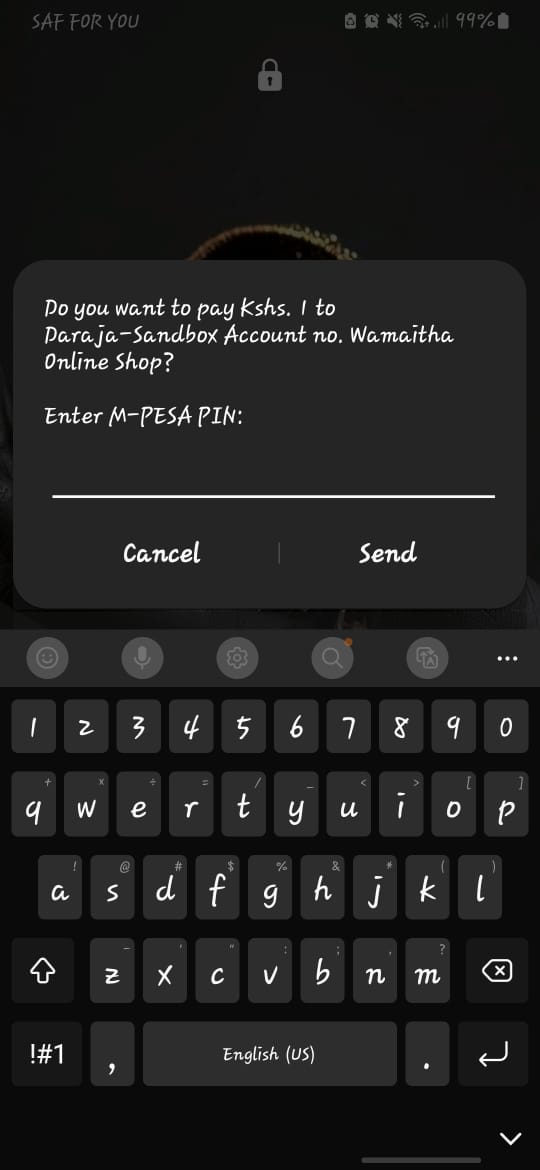 SAF FOR YOU 99%
Do you want to pay Kshs. 1 to
Daraja-Sandbox Account no. Wamaitha
Online Shop?
Enter M-PESA PIN:
Cancel | Send
1 2 3 4 5 6 7 8 9 0
+ × ÷ = / _ < > [ ]
q w e r t y u i o p
! @ # $ % & * ( )
a s d f g h j k l
- ' " : ; , ?
z x c v b n m
!#1 , English (US) .